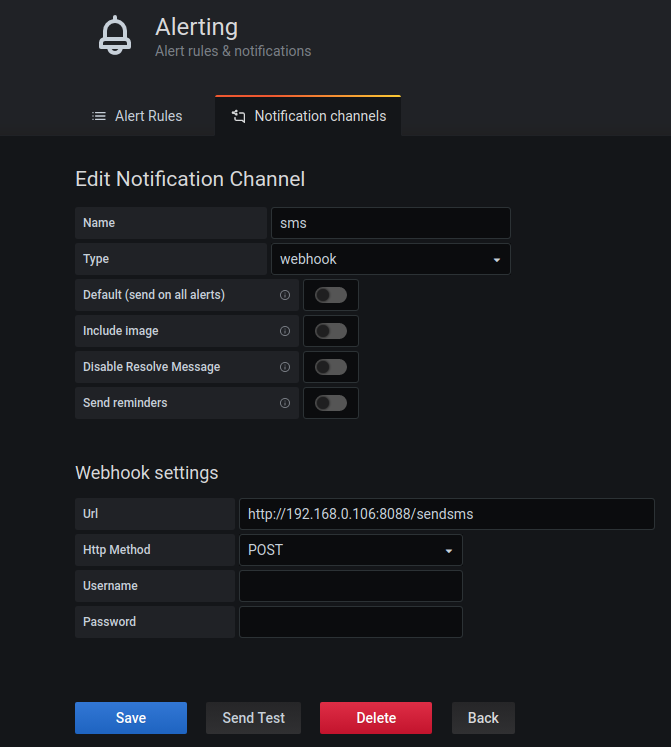 Alerting
Alert rules & notifications
Alert Rules
Notification channels
Edit Notification Channel
Name
sms
Type
webhook
Default (send on all alerts)
Include image
Disable Resolve Message
Send reminders
Webhook settings
Url
http://192.168.0.106:8088/sendsms
Http Method
POST
Username
Password
Save
Send Test
Delete
Back